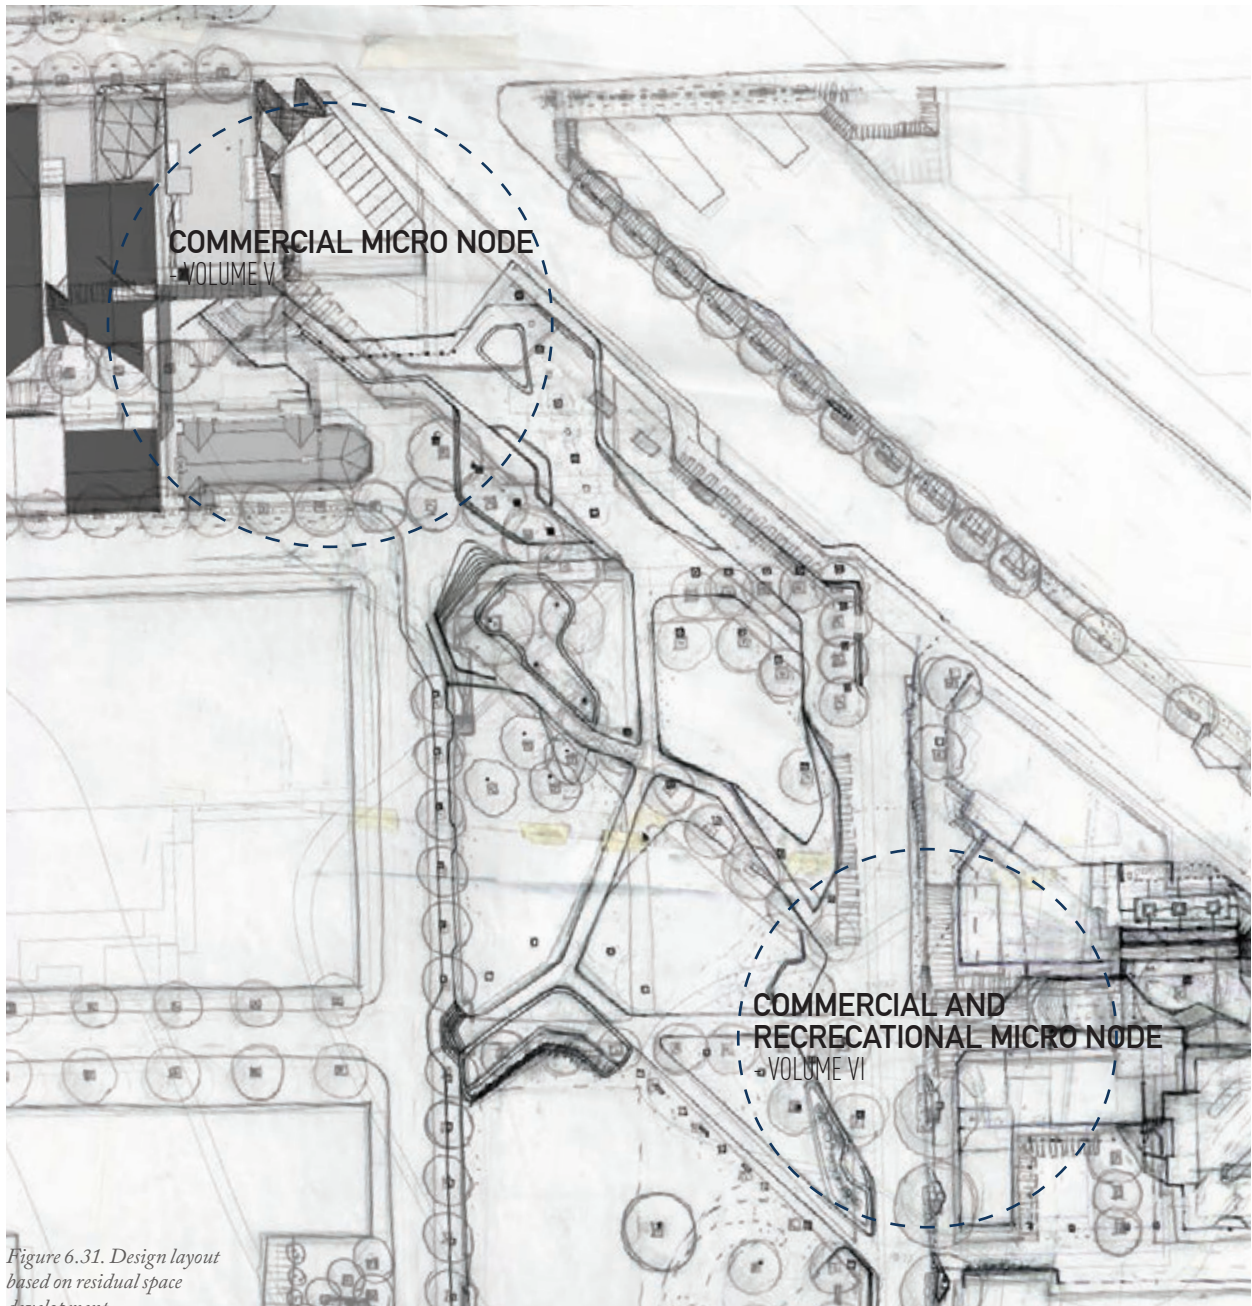 COMMERCIAL MICRO NODE
- VOLUME V
COMMERCIAL AND
RECRECATIONAL MICRO NODE
- VOLUME VI
Figure 6.31. Design layout
based on residual space
development